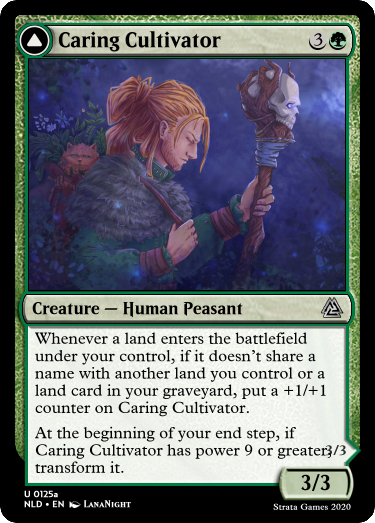 Caring Cultivator 3
Creature — Human Peasant
Whenever a land enters the battlefield
under your control, if it doesn't share a
name with another land you control or a
land card in your graveyard, put a +1/+1
counter on Caring Cultivator.
At the beginning of your end step, if
Caring Cultivator has power 9 or greater,
transform it.
3/3
3/3
U 0125a
NLD • EN LanaNight
Strata Games 2020